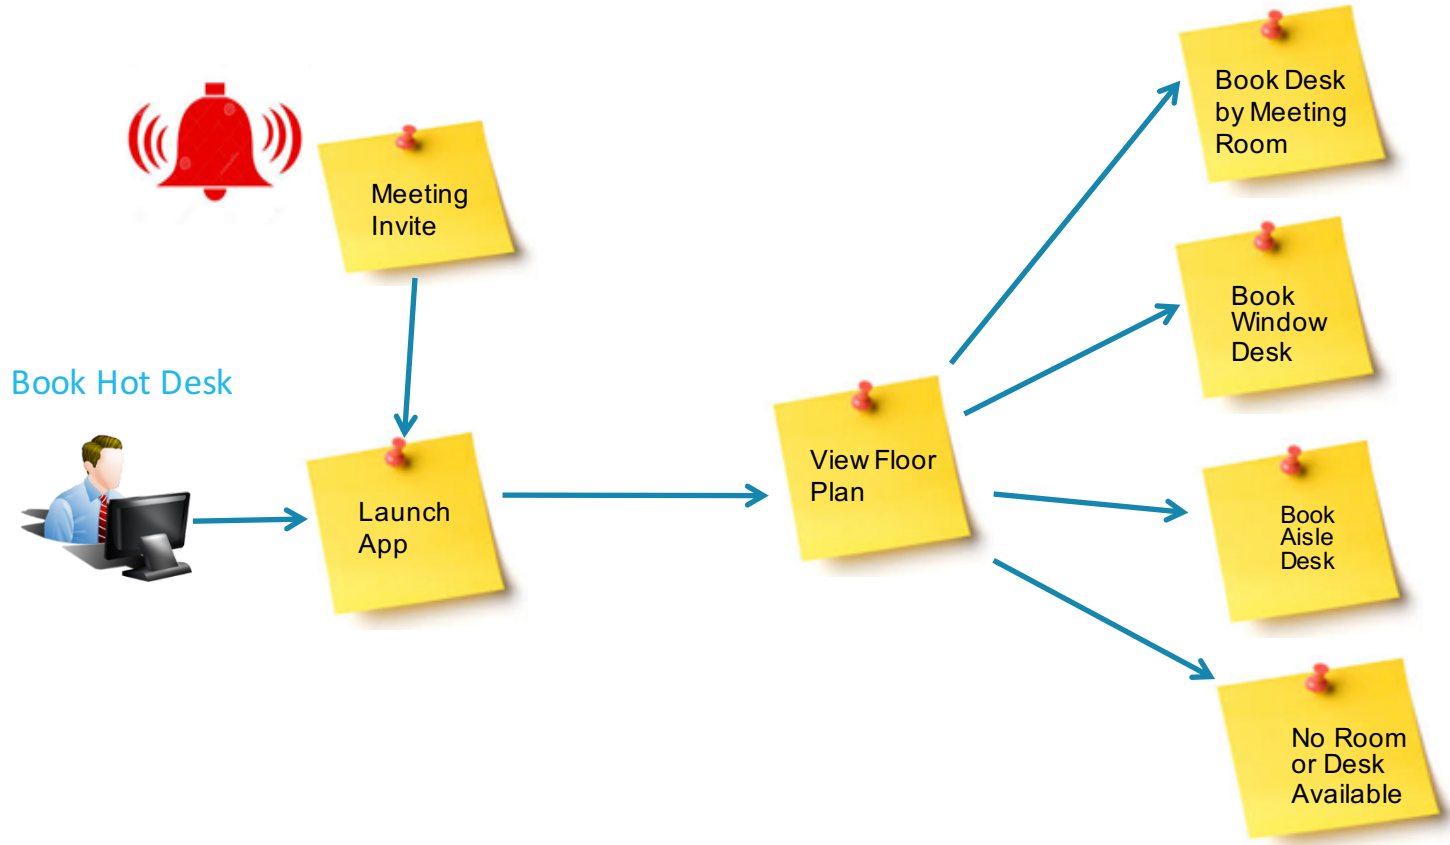 Book Desk
by Meeting
Room
Meeting
Invite
Book
Window
Desk
Book Hot Desk
View Floor
Plan
Launch
App
Book
Aisle
Desk
No Room
or Desk
Available